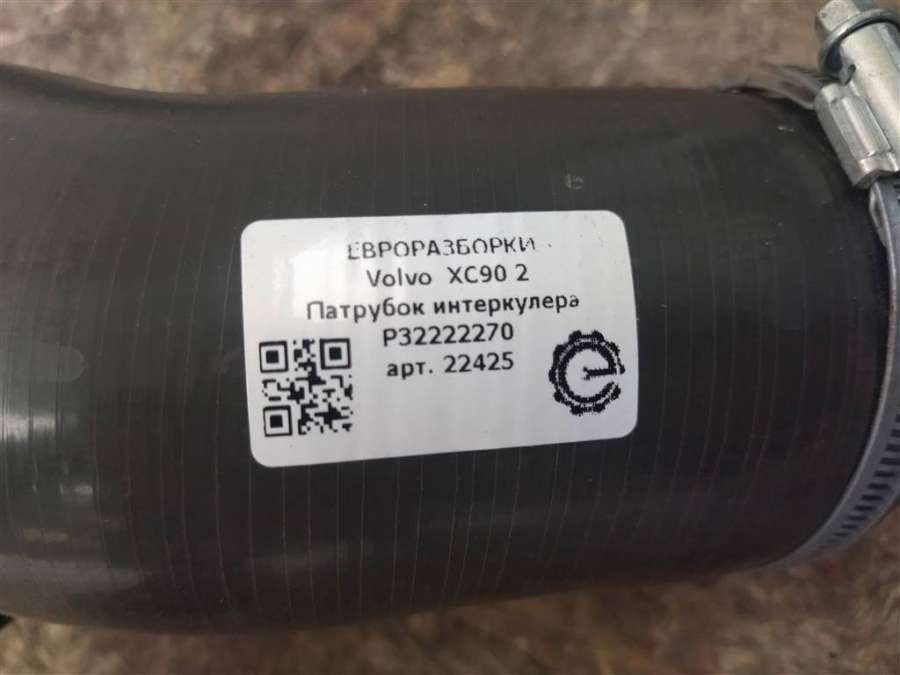 ЕВРОРАЗБОРКИ
Volvo XC90 2
Патрубок интеркулера
P32222270
арт. 22425